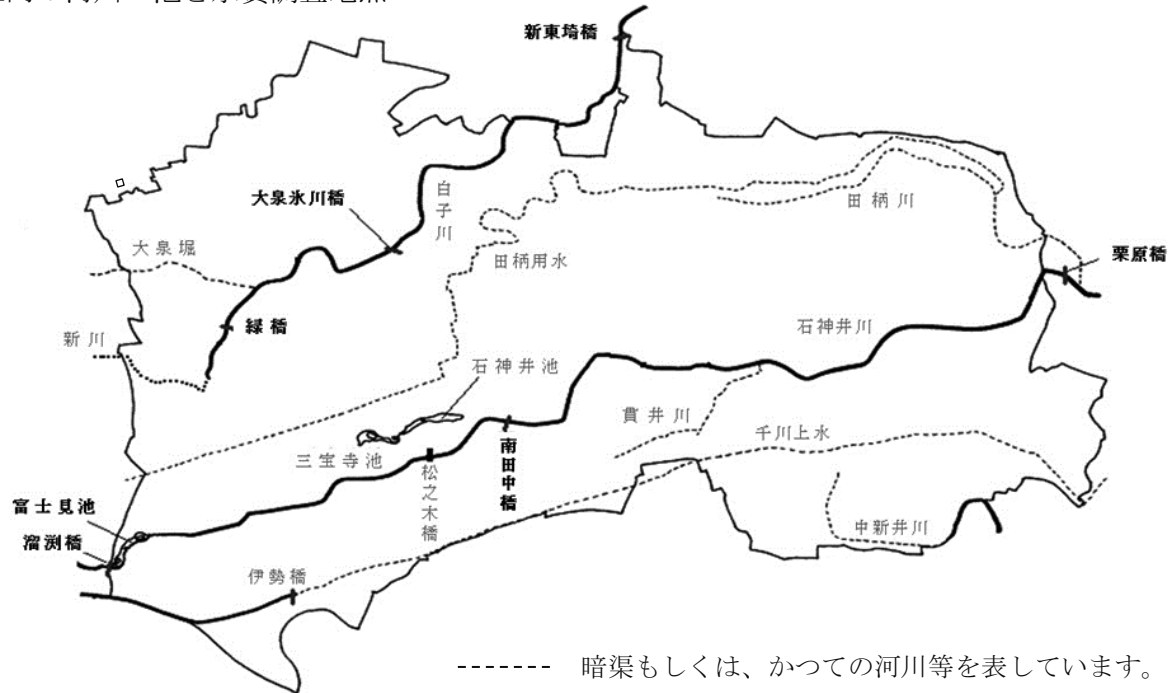 新東埼橋
大泉氷川橋
白子川
田柄川
大泉堀
田柄用水
栗原橋
緑橋
新川
石神井川
石神井池
貫井川
千川上水
三宝寺池
松之木橋
南田中橋
富士見池
溜渕橋
中新井川
伊勢橋
------- 暗渠もしくは、かつての河川等を表しています。